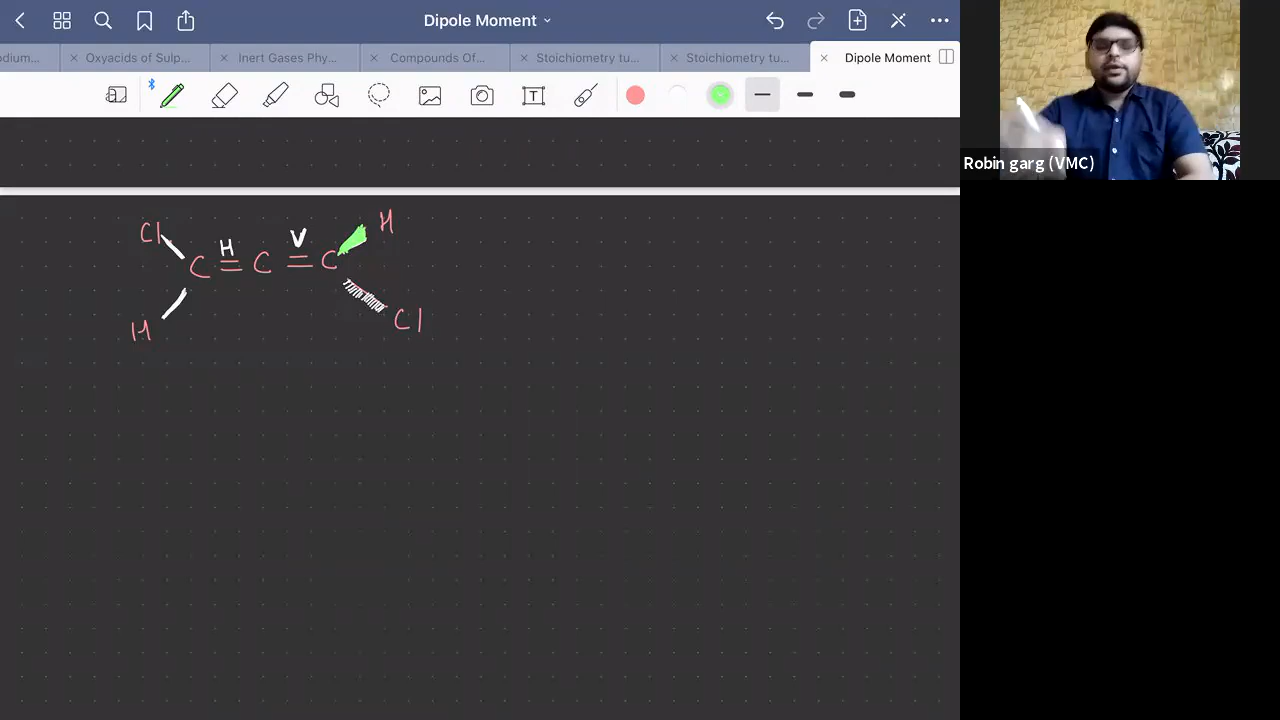 Dipole Moment
odium...
Oxyacids of Sulp...
Inert Gases Phy...
Compounds Of...
Stoichiometry tu...
Stoichiometry tu...
Dipole Moment
T
Robin garg (VMC)
Cl H V H
C = C = C
H Cl